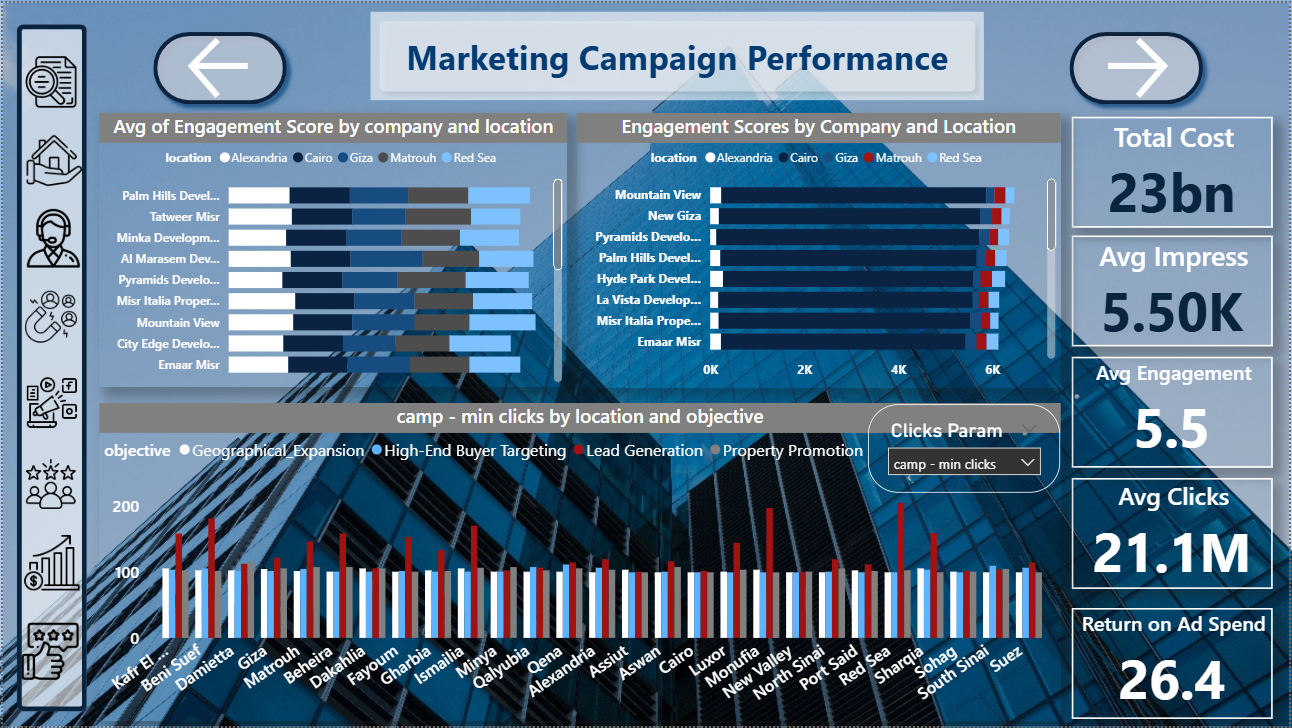 Marketing Campaign Performance
Avg of Engagement Score by company and location
location Alexandria Cairo Giza Matrouh Red Sea
Palm Hills Devel...
Tatweer Misr
Minka Developm...
Al Marasem Dev...
Pyramids Develo...
Misr Italia Proper...
Mountain View
City Edge Develo...
Emaar Misr
Engagement Scores by Company and Location
location Alexandria Cairo Giza Matrouh Red Sea
Mountain View
New Giza
Pyramids Develo...
Palm Hills Devel...
Hyde Park Devel...
La Vista Develop...
Misr Italia Prope...
Emaar Misr
0K 2K 4K 6K
Total Cost
23bn
Avg Impress
5.50K
Avg Engagement
5.5
Avg Clicks
21.1M
Return on Ad Spend
26.4
camp - min clicks by location and objective
objective Geographical_Expansion High-End Buyer Targeting Lead Generation Property Promotion
Clicks Param
camp - min clicks
200
100
0
Kafr El ...
Beni Suef
Damietta
Giza
Matrouh
Beheira
Dakahlia
Fayoum
Gharbia
Ismailia
Minya
Qalyubia
Qena
Alexandria
Assiut
Aswan
Cairo
Luxor
Monufia
New Valley
North Sinai
Port Said
Red Sea
Sharqia
Sohag
South Sinai
Suez